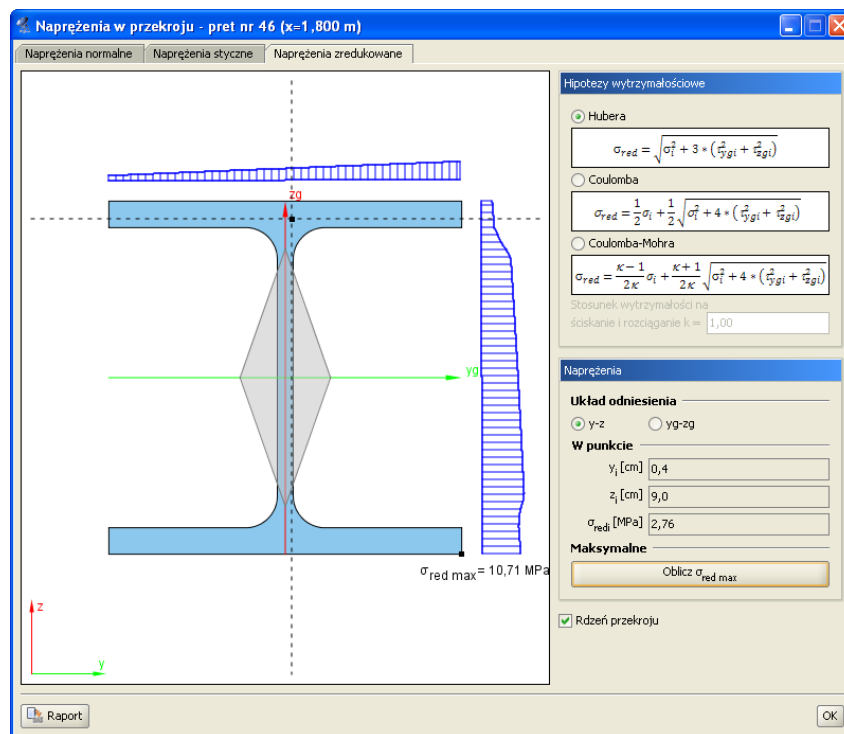 Naprężenia w przekroju - pret nr 46 (x=1,800 m)
Naprężenia normalne
Naprężenia styczne
Naprężenia zredukowane
zg
yg
σ red max = 10,71 MPa
z
y
Hipotezy wytrzymałościowe
Hubera
σred = √(σi² + 3 * (τ²ygi + τ²zgi))
Coulomba
σred = 1/2 σi + 1/2 √(σi² + 4 * (τ²ygi + τ²zgi))
Coulomba-Mohra
σred = (κ − 1)/2κ σi + (κ + 1)/2κ √(σi² + 4 * (τ²ygi + τ²zgi))
Stosunek wytrzymałości na
ściskanie i rozciąganie k = 1,00
Naprężenia
Układ odniesienia
y-z
yg-zg
W punkcie
yi [cm] 0,4
zi [cm] 9,0
σredi [MPa] 2,76
Maksymalne
Oblicz σ red max
Rdzeń przekroju
Raport
OK